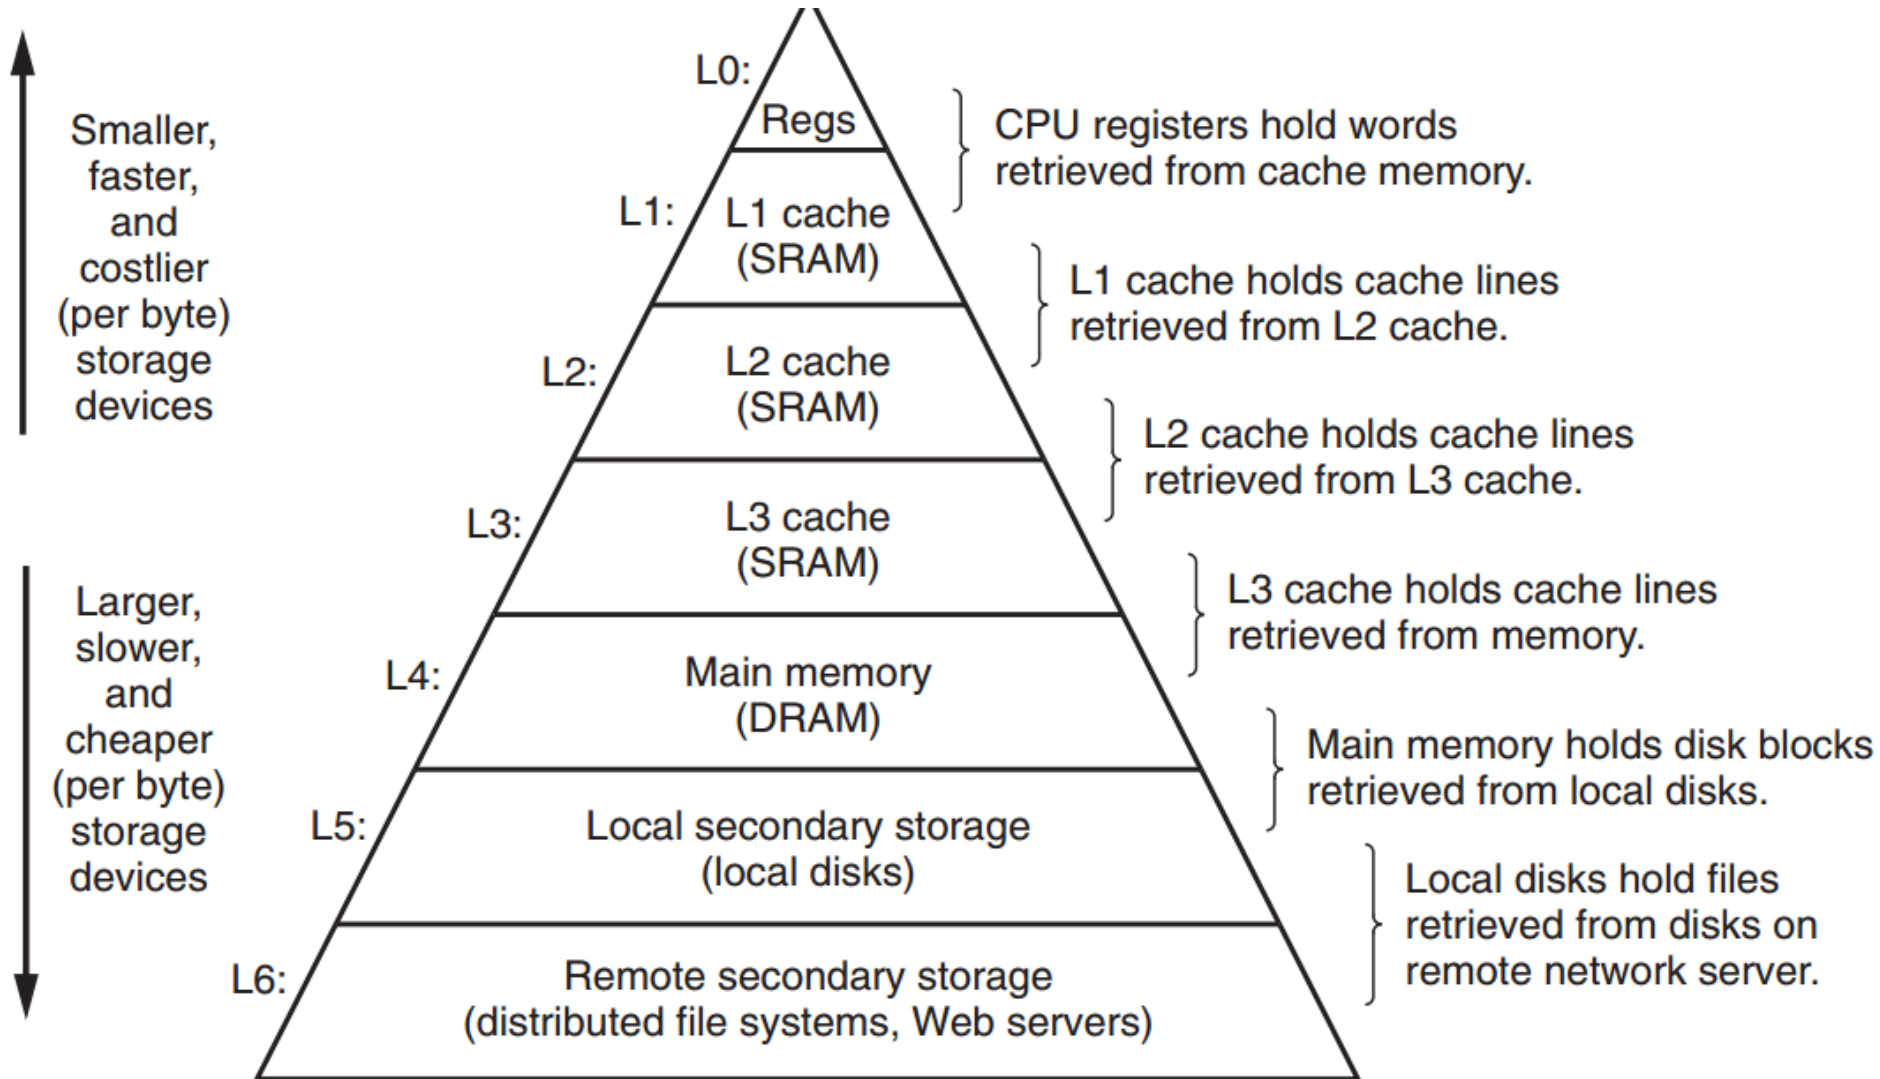 Smaller,
faster,
and
costlier
(per byte)
storage
devices
Larger,
slower,
and
cheaper
(per byte)
storage
devices
L0:
Regs
CPU registers hold words
retrieved from cache memory.
L1:
L1 cache
(SRAM)
L1 cache holds cache lines
retrieved from L2 cache.
L2:
L2 cache
(SRAM)
L2 cache holds cache lines
retrieved from L3 cache.
L3:
L3 cache
(SRAM)
L3 cache holds cache lines
retrieved from memory.
L4:
Main memory
(DRAM)
Main memory holds disk blocks
retrieved from local disks.
L5:
Local secondary storage
(local disks)
Local disks hold files
retrieved from disks on
remote network server.
L6:
Remote secondary storage
(distributed file systems, Web servers)